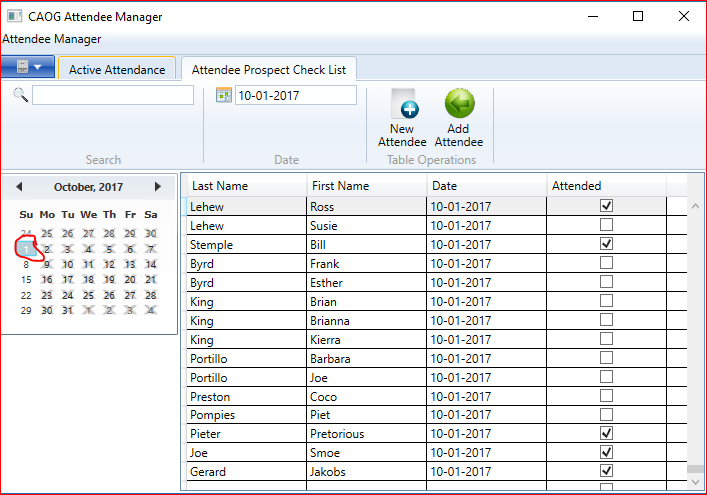 CAOG Attendee Manager
Attendee Manager
Active Attendance
Attendee Prospect Check List
10-01-2017
New Attendee
Add Attendee
Search
Date
Table Operations
October, 2017
Su Mo Tu We Th Fr Sa
24 25 26 27 28 29 30
1 2 3 4 5 6 7
8 9 10 11 12 13 14
15 16 17 18 19 20 21
22 23 24 25 26 27 28
29 30 31 1 2 3 4
Last Name First Name Date Attended
Lehew Ross 10-01-2017
Lehew Susie 10-01-2017
Stemple Bill 10-01-2017
Byrd Frank 10-01-2017
Byrd Esther 10-01-2017
King Brian 10-01-2017
King Brianna 10-01-2017
King Kierra 10-01-2017
Portillo Barbara 10-01-2017
Portillo Joe 10-01-2017
Preston Coco 10-01-2017
Pompies Piet 10-01-2017
Pieter Pretorious 10-01-2017
Joe Smoe 10-01-2017
Gerard Jakobs 10-01-2017